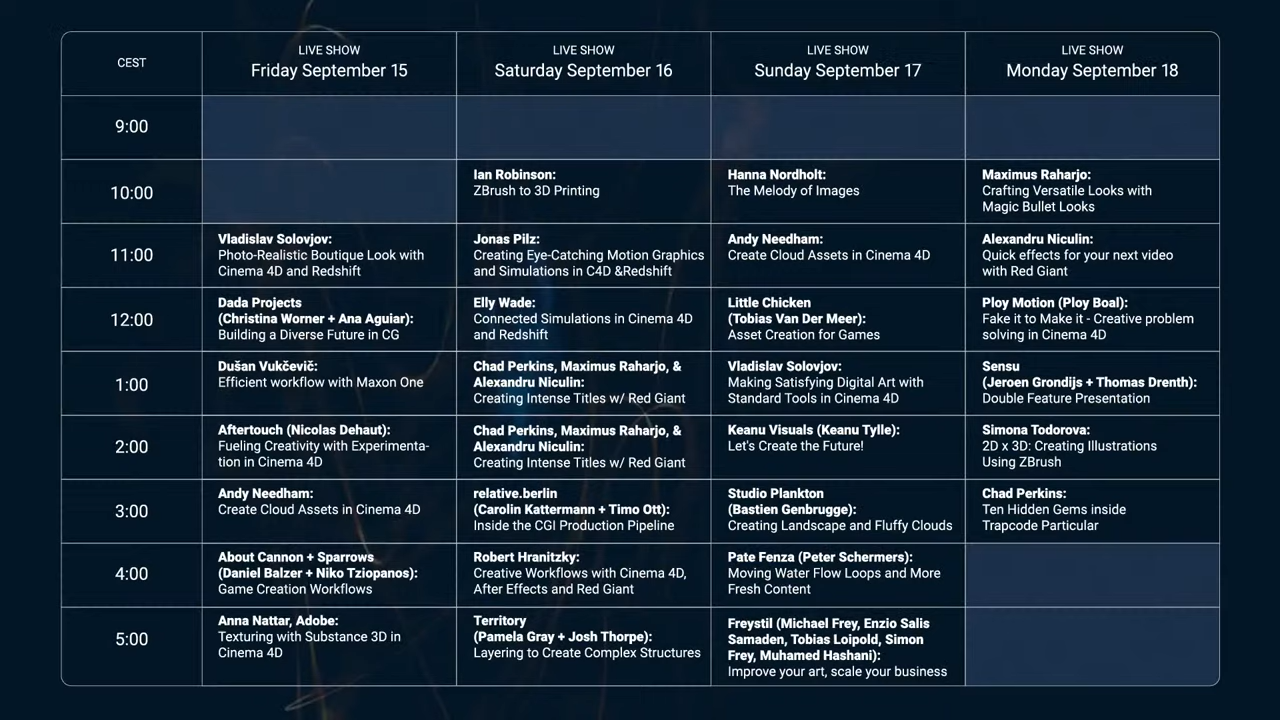 CEST
LIVE SHOW
Friday September 15
LIVE SHOW
Saturday September 16
LIVE SHOW
Sunday September 17
LIVE SHOW
Monday September 18
9:00
10:00
Ian Robinson:
ZBrush to 3D Printing
Hanna Nordholt:
The Melody of Images
Maximus Raharjo:
Crafting Versatile Looks with
Magic Bullet Looks
11:00
Vladislav Solovjov:
Photo-Realistic Boutique Look with
Cinema 4D and Redshift
Jonas Pilz:
Creating Eye-Catching Motion Graphics
and Simulations in C4D &Redshift
Andy Needham:
Create Cloud Assets in Cinema 4D
Alexandru Niculin:
Quick effects for your next video
with Red Giant
12:00
Dada Projects
(Christina Worner + Ana Aguiar):
Building a Diverse Future in CG
Elly Wade:
Connected Simulations in Cinema 4D
and Redshift
Little Chicken
(Tobias Van Der Meer):
Asset Creation for Games
Ploy Motion (Ploy Boal):
Fake it to Make it - Creative problem
solving in Cinema 4D
1:00
Dušan Vukčevič:
Efficient workflow with Maxon One
Chad Perkins, Maximus Raharjo, &
Alexandru Niculin:
Creating Intense Titles w/ Red Giant
Vladislav Solovjov:
Making Satisfying Digital Art with
Standard Tools in Cinema 4D
Sensu
(Jeroen Grondijs + Thomas Drenth):
Double Feature Presentation
2:00
Aftertouch (Nicolas Dehaut):
Fueling Creativity with Experimenta-
tion in Cinema 4D
Chad Perkins, Maximus Raharjo, &
Alexandru Niculin:
Creating Intense Titles w/ Red Giant
Keanu Visuals (Keanu Tylle):
Let's Create the Future!
Simona Todorova:
2D x 3D: Creating Illustrations
Using ZBrush
3:00
Andy Needham:
Create Cloud Assets in Cinema 4D
relative.berlin
(Carolin Kattermann + Timo Ott):
Inside the CGI Production Pipeline
Studio Plankton
(Bastien Genbrugge):
Creating Landscape and Fluffy Clouds
Chad Perkins:
Ten Hidden Gems inside
Trapcode Particular
4:00
About Cannon + Sparrows
(Daniel Balzer + Niko Tziopanos):
Game Creation Workflows
Robert Hranitzky:
Creative Workflows with Cinema 4D,
After Effects and Red Giant
Pate Fenza (Peter Schermers):
Moving Water Flow Loops and More
Fresh Content
5:00
Anna Nattar, Adobe:
Texturing with Substance 3D in
Cinema 4D
Territory
(Pamela Gray + Josh Thorpe):
Layering to Create Complex Structures
Freystil (Michael Frey, Enzio Salis
Samaden, Tobias Loipold, Simon
Frey, Muhamed Hashani):
Improve your art, scale your business